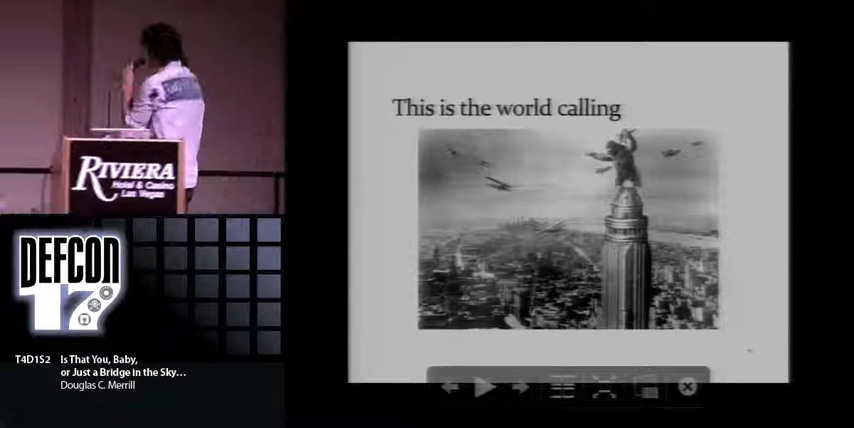 RIVIERA
Hotel & Casino
Las Vegas
DEFCON
17
T4D1S2 Is That You, Baby,
or Just a Bridge in the Sky...
Douglas C. Merrill
This is the world calling